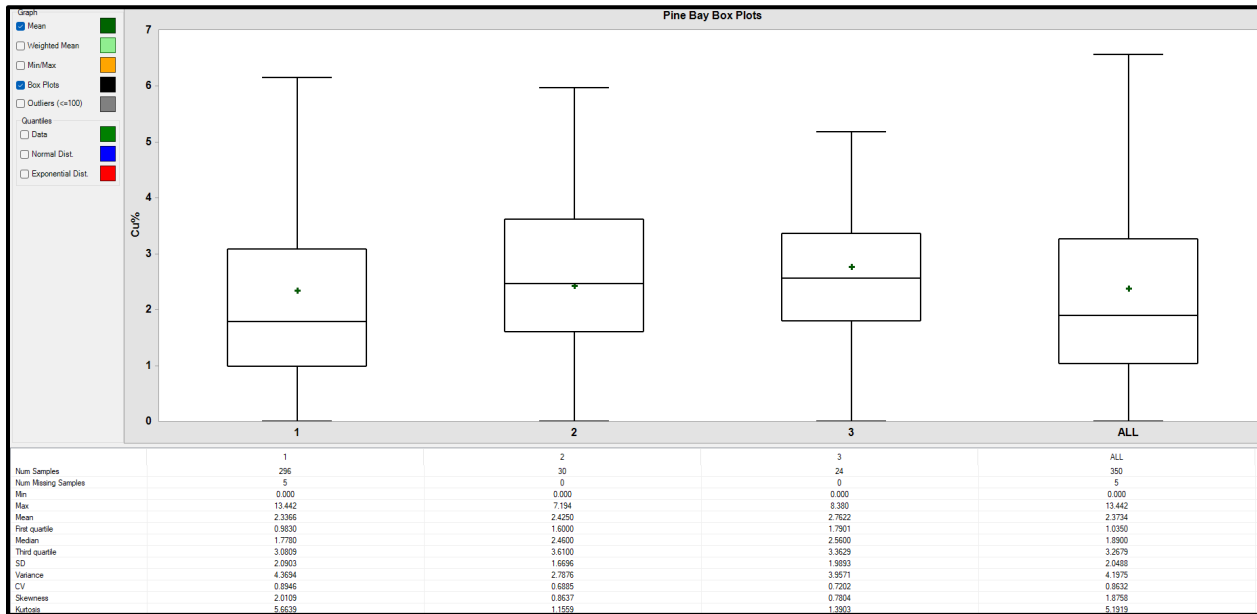 Graph
Mean
Weighted Mean
Min/Max
Box Plots
Outliers (<=100)
Quantiles
Data
Normal Dist.
Exponential Dist.
Pine Bay Box Plots
7
6
5
4
3
2
1
0
Cu%
1 2 3 ALL
1 2 3 ALL
Num Samples 296 30 24 350
Num Missing Samples 5 0 0 5
Min 0.000 0.000 0.000 0.000
Max 13.442 7.194 8.380 13.442
Mean 2.3366 2.4250 2.7622 2.3734
First quartile 0.9830 1.6000 1.7901 1.0350
Median 1.7780 2.4600 2.5600 1.8900
Third quartile 3.0809 3.6100 3.3629 3.2679
SD 2.0903 1.6696 1.9893 2.0488
Variance 4.3694 2.7876 3.9571 4.1975
CV 0.8946 0.6885 0.7202 0.8632
Skewness 2.0109 0.8637 0.7804 1.8758
Kurtosis 5.6639 1.1559 1.3903 5.1919